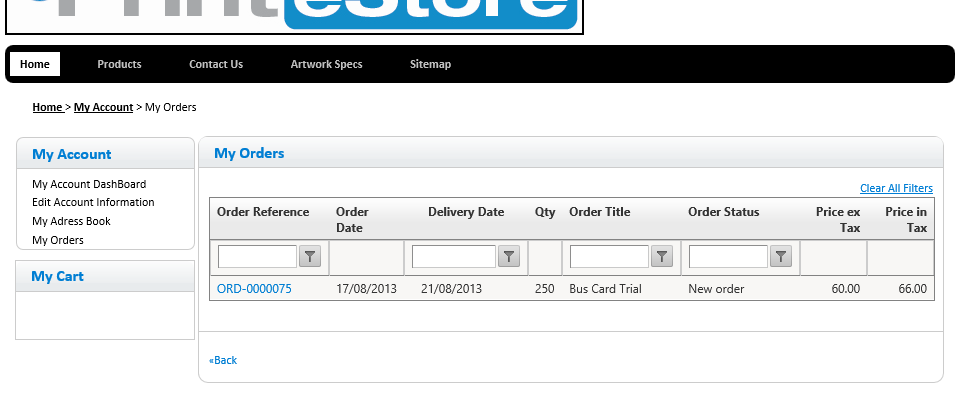 Home Products Contact Us Artwork Specs Sitemap
Home > My Account > My Orders
My Account
My Account DashBoard
Edit Account Information
My Adress Book
My Orders
My Cart
My Orders
Clear All Filters
Order Reference Order Date Delivery Date Qty Order Title Order Status Price ex Tax Price in Tax
ORD-0000075 17/08/2013 21/08/2013 250 Bus Card Trial New order 60.00 66.00
«Back